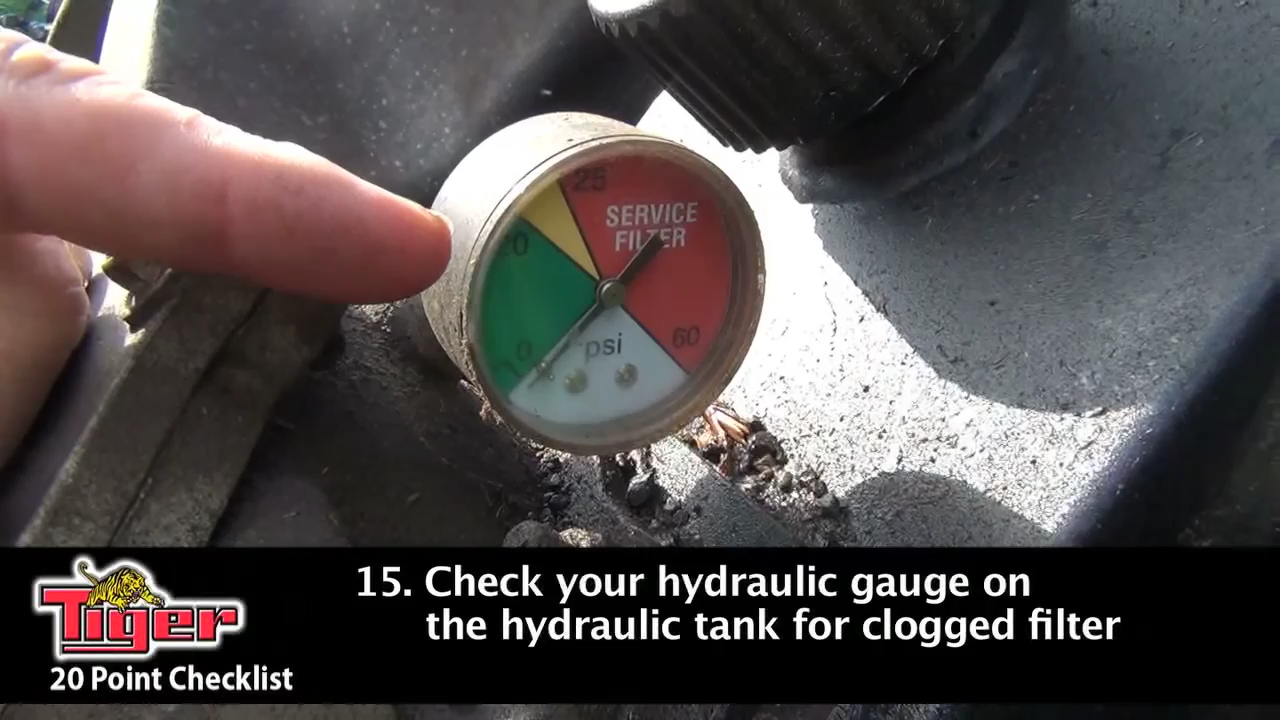 25
SERVICE
FILTER
20
60
0
psi
Tiger
20 Point Checklist
15. Check your hydraulic gauge on
the hydraulic tank for clogged filter